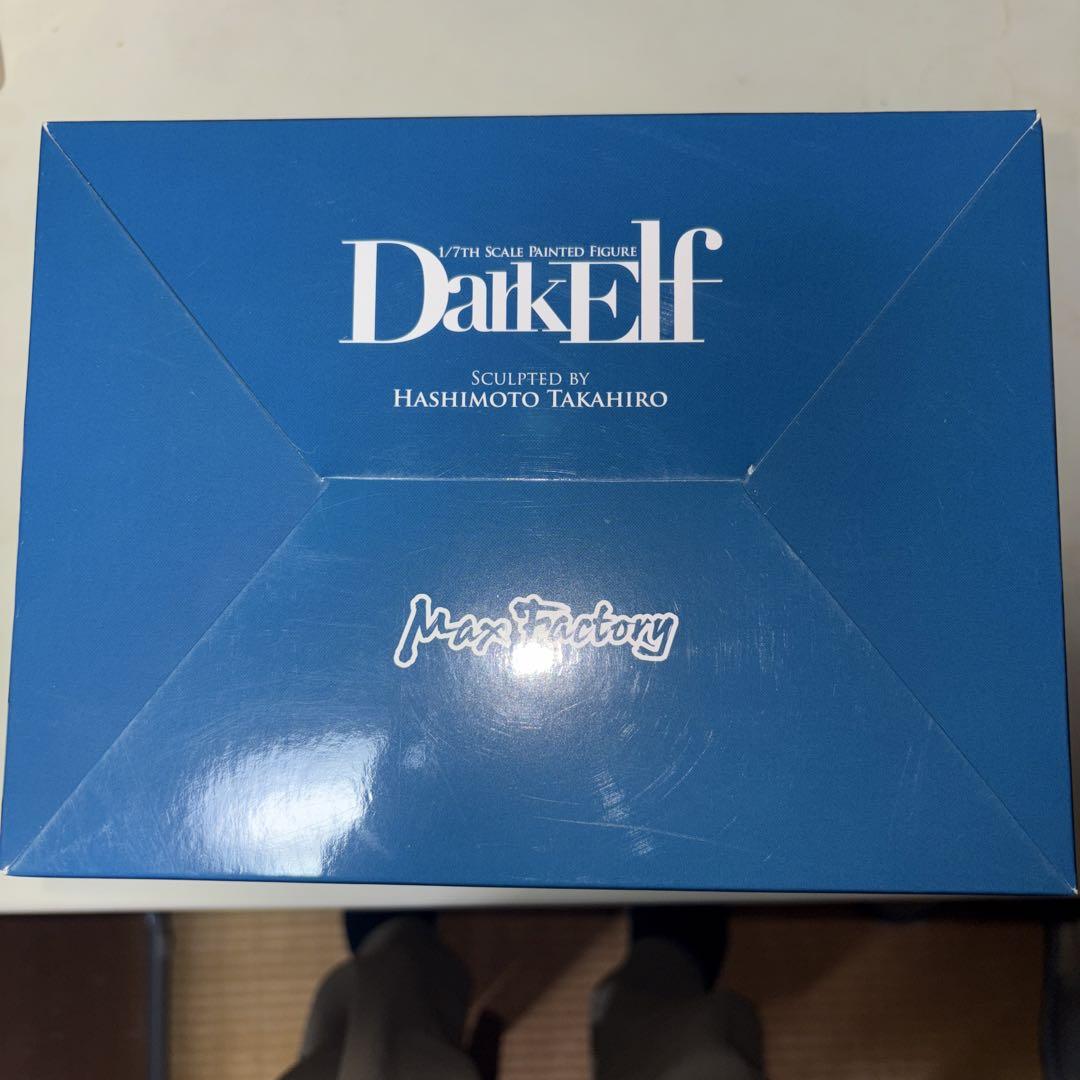 1/7TH SCALE PAINTED FIGURE
DarkElf
SCULPTED BY
HASHIMOTO TAKAHIRO
Max Factory